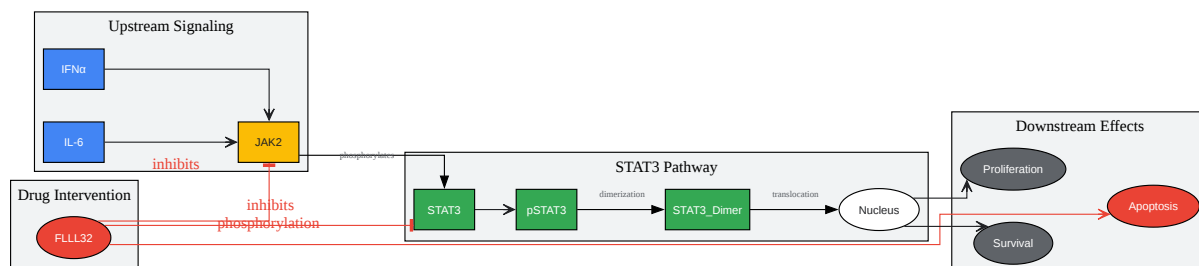 Upstream Signaling
IFNα
IL-6
JAK2
inhibits
Drug Intervention
FLLL32
inhibits
phosphorylation
phosphorylates
STAT3 Pathway
STAT3
pSTAT3
dimerization
STAT3_Dimer
translocation
Nucleus
Downstream Effects
Proliferation
Apoptosis
Survival